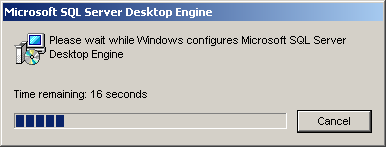 Microsoft SQL Server Desktop Engine
Please wait while Windows configures Microsoft SQL Server
Desktop Engine
Time remaining: 16 seconds
Cancel